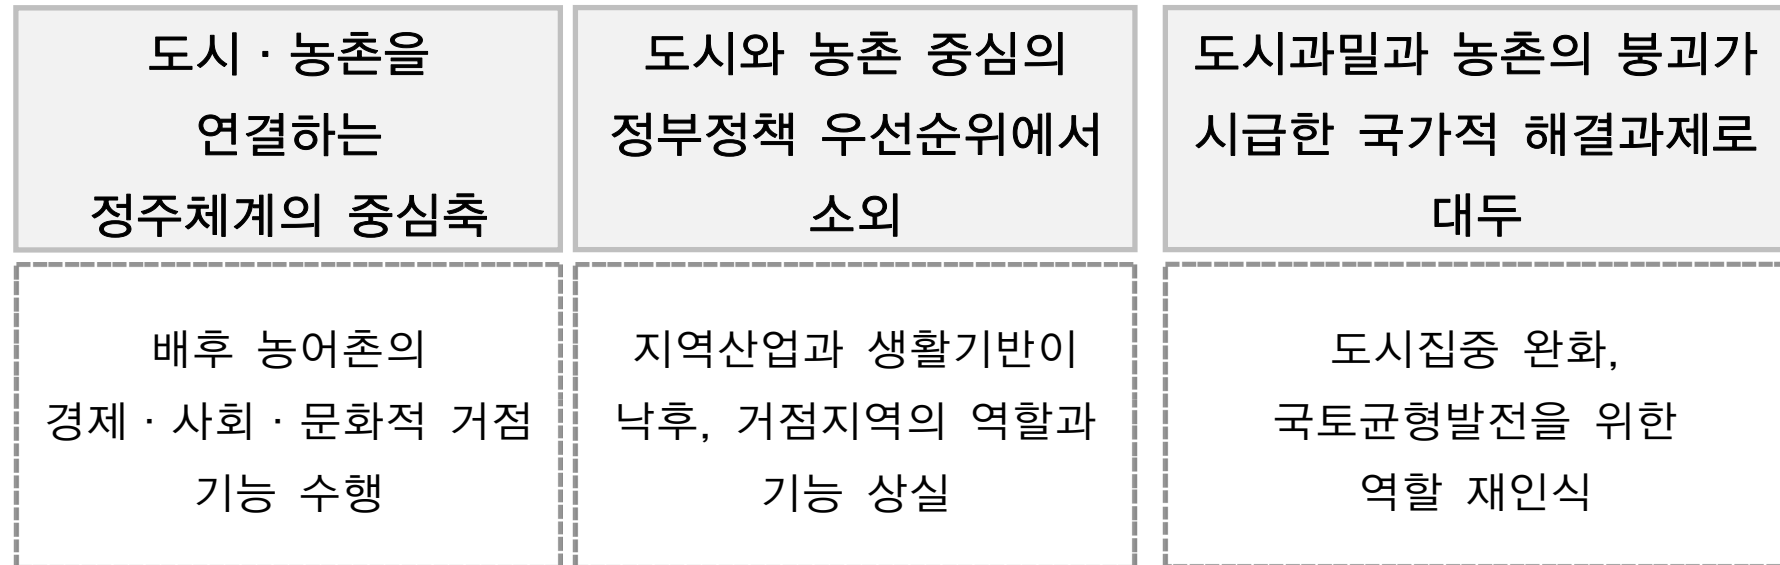 도시·농촌을
연결하는
정주체계의 중심축
배후 농어촌의
경제·사회·문화적 거점
기능 수행
도시와 농촌 중심의
정부정책 우선순위에서
소외
지역산업과 생활기반이
낙후, 거점지역의 역할과
기능 상실
도시과밀과 농촌의 붕괴가
시급한 국가적 해결과제로
대두
도시집중 완화,
국토균형발전을 위한
역할 재인식